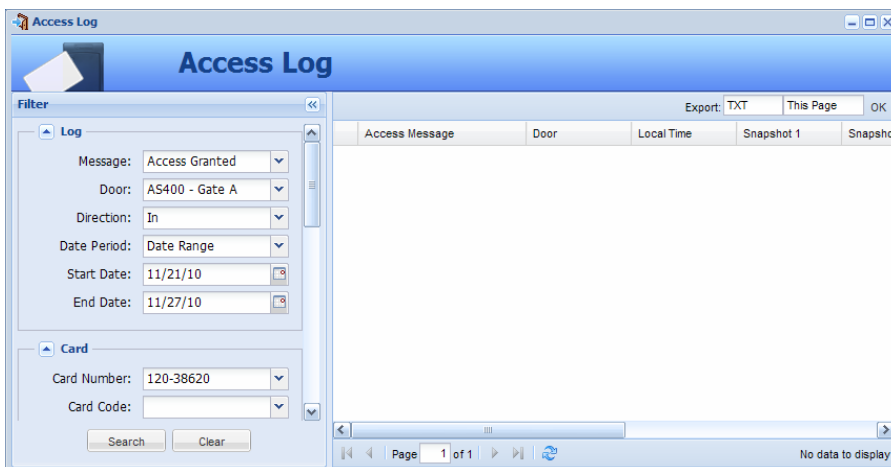 Access Log
Access Log
Filter
Log
Message: Access Granted
Door: AS400 - Gate A
Direction: In
Date Period: Date Range
Start Date: 11/21/10
End Date: 11/27/10
Card
Card Number: 120-38620
Card Code:
Search Clear
Export: TXT This Page OK
Access Message Door Local Time Snapshot 1 Snapsho
Page 1 of 1 No data to display